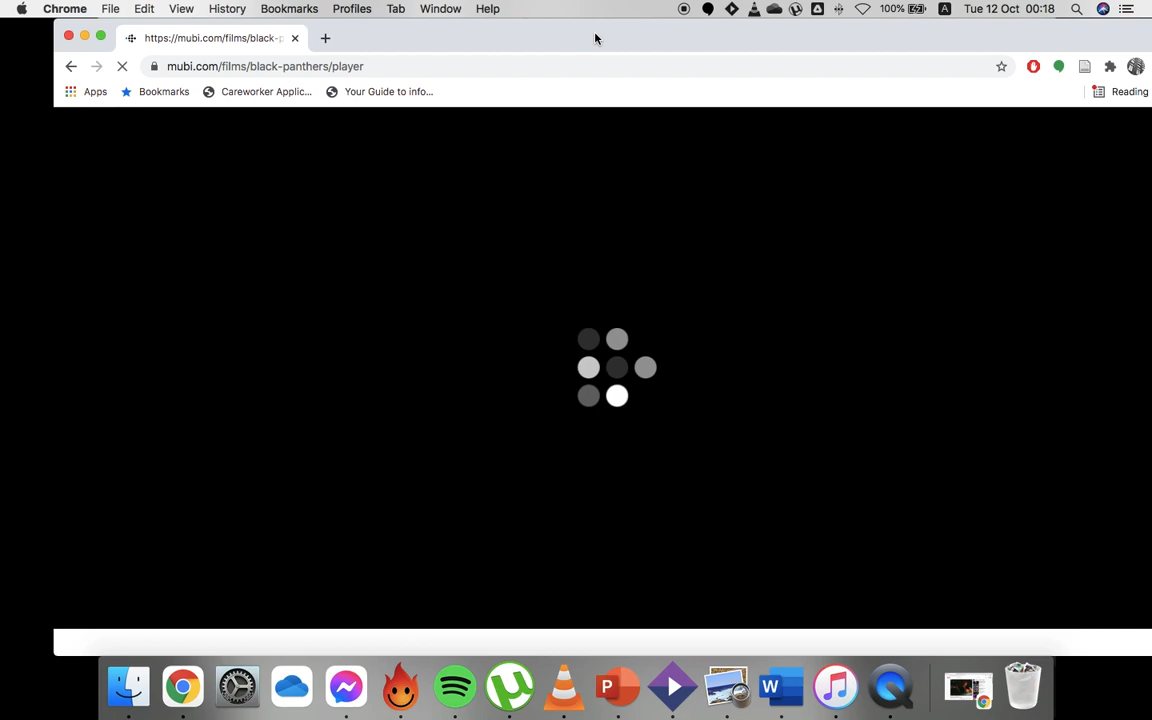 Chrome File Edit View History Bookmarks Profiles Tab Window Help 100% A Tue 12 Oct 00:18
https://mubi.com/films/black-p
mubi.com/films/black-panthers/player
Apps Bookmarks Careworker Applic... Your Guide to info... Reading
P W